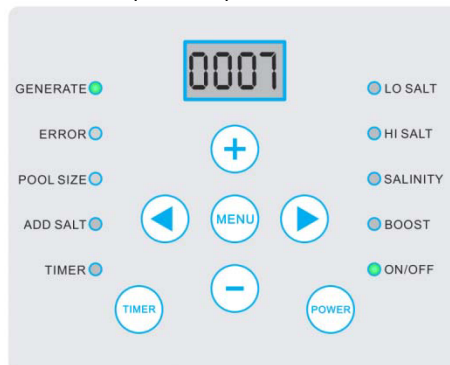 0007
GENERATE
LO SALT
ERROR
HI SALT
+
POOL SIZE
SALINITY
ADD SALT
MENU
BOOST
TIMER
ON/OFF
−
TIMER
POWER